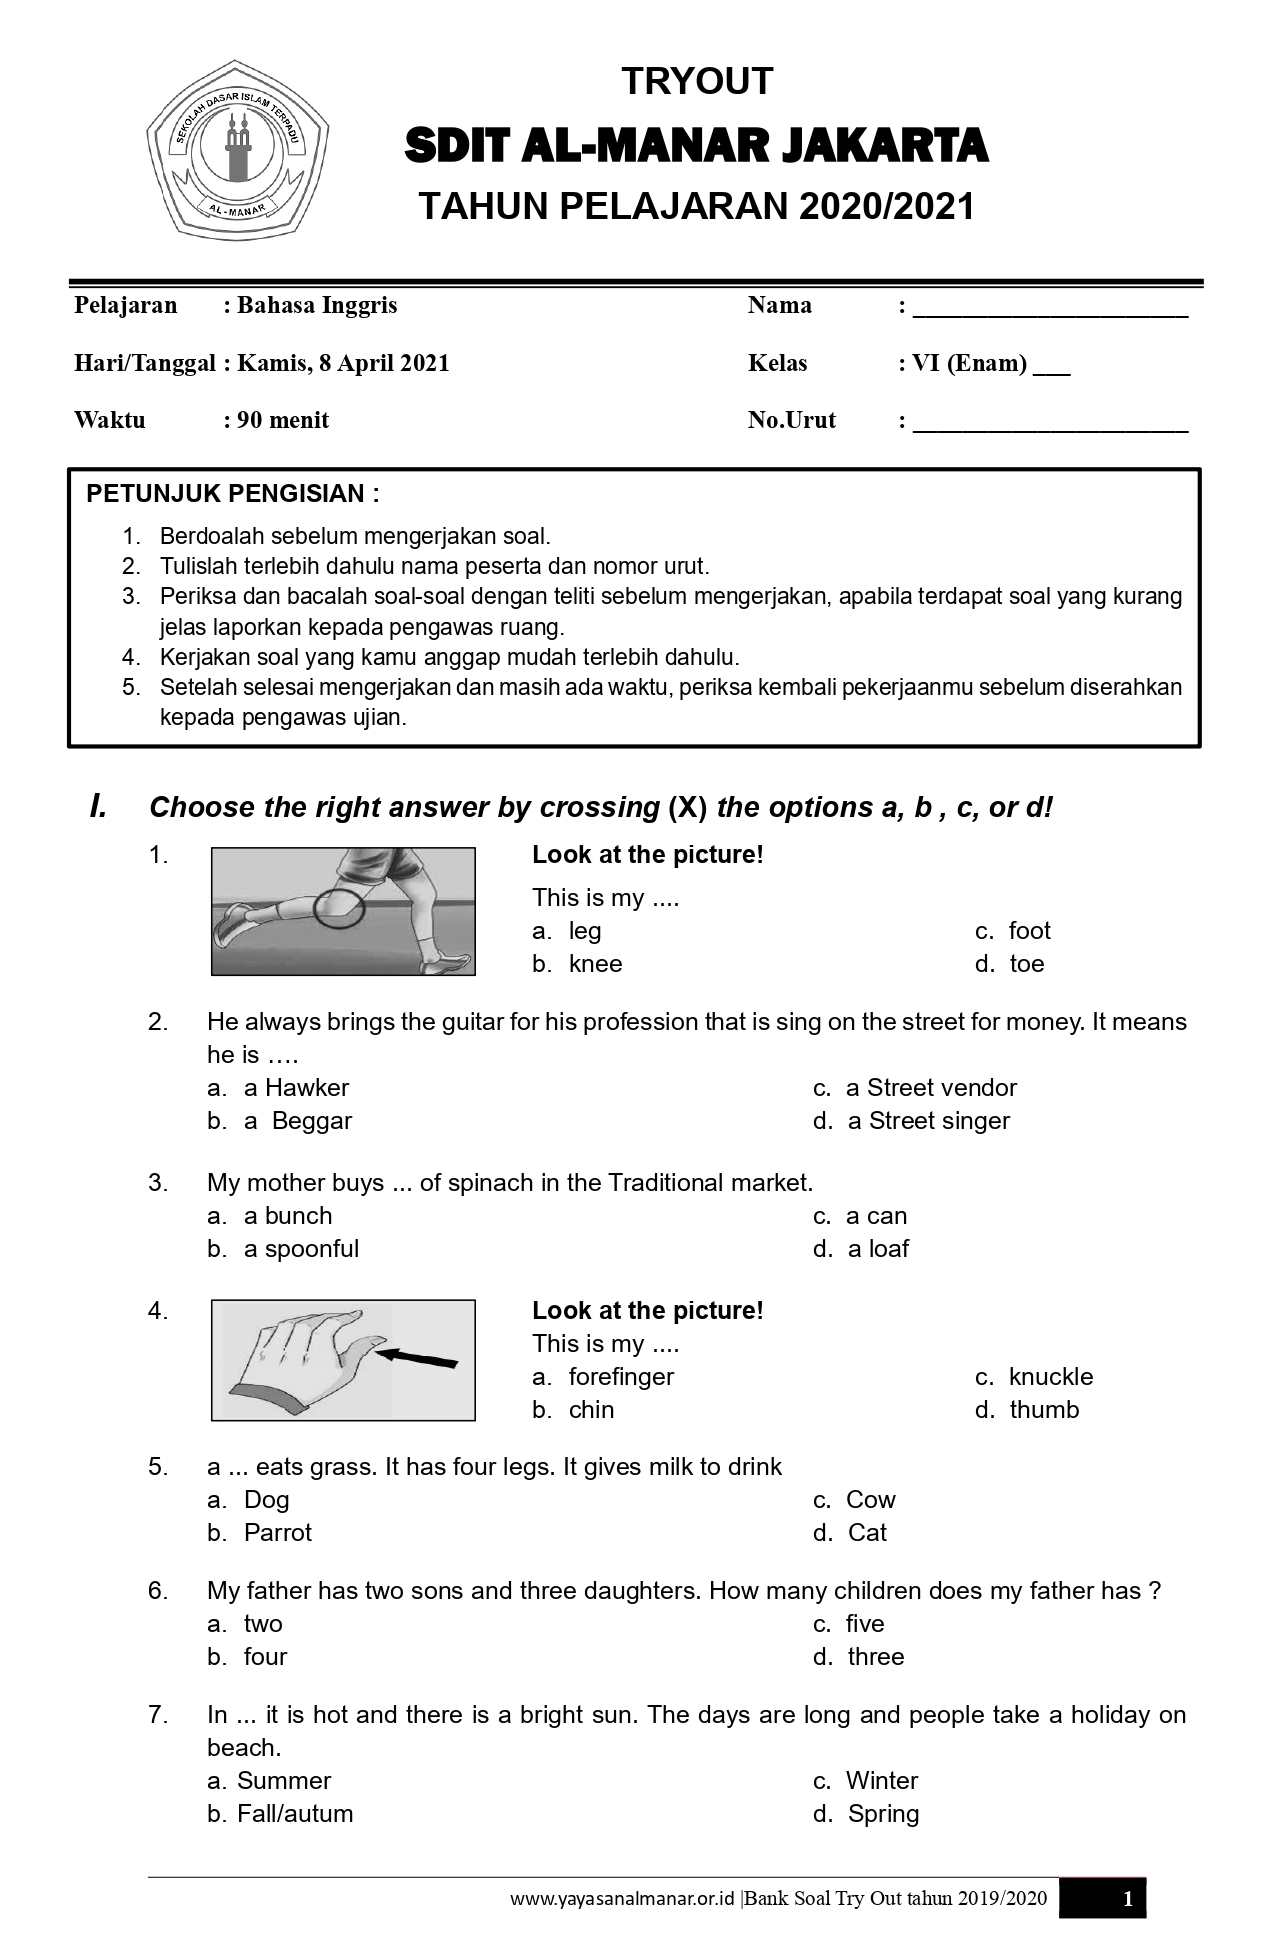 SEKOLAH DASAR ISLAM TERPADU
AL - MANAR
TRYOUT
SDIT AL-MANAR JAKARTA
TAHUN PELAJARAN 2020/2021
Pelajaran : Bahasa Inggris Nama : ______________________
Hari/Tanggal : Kamis, 8 April 2021 Kelas : VI (Enam) ___
Waktu : 90 menit No.Urut : ______________________
PETUNJUK PENGISIAN :
1. Berdoalah sebelum mengerjakan soal.
2. Tulislah terlebih dahulu nama peserta dan nomor urut.
3. Periksa dan bacalah soal-soal dengan teliti sebelum mengerjakan, apabila terdapat soal yang kurang
jelas laporkan kepada pengawas ruang.
4. Kerjakan soal yang kamu anggap mudah terlebih dahulu.
5. Setelah selesai mengerjakan dan masih ada waktu, periksa kembali pekerjaanmu sebelum diserahkan
kepada pengawas ujian.
I. Choose the right answer by crossing (X) the options a, b , c, or d!
1. Look at the picture!
This is my ....
a. leg c. foot
b. knee d. toe
2. He always brings the guitar for his profession that is sing on the street for money. It means
he is ....
a. a Hawker c. a Street vendor
b. a Beggar d. a Street singer
3. My mother buys ... of spinach in the Traditional market.
a. a bunch c. a can
b. a spoonful d. a loaf
4. Look at the picture!
This is my ....
a. forefinger c. knuckle
b. chin d. thumb
5. a ... eats grass. It has four legs. It gives milk to drink
a. Dog c. Cow
b. Parrot d. Cat
6. My father has two sons and three daughters. How many children does my father has ?
a. two c. five
b. four d. three
7. In ... it is hot and there is a bright sun. The days are long and people take a holiday on
beach.
a. Summer c. Winter
b. Fall/autum d. Spring
www.yayasanalmanar.or.id |Bank Soal Try Out tahun 2019/2020 1